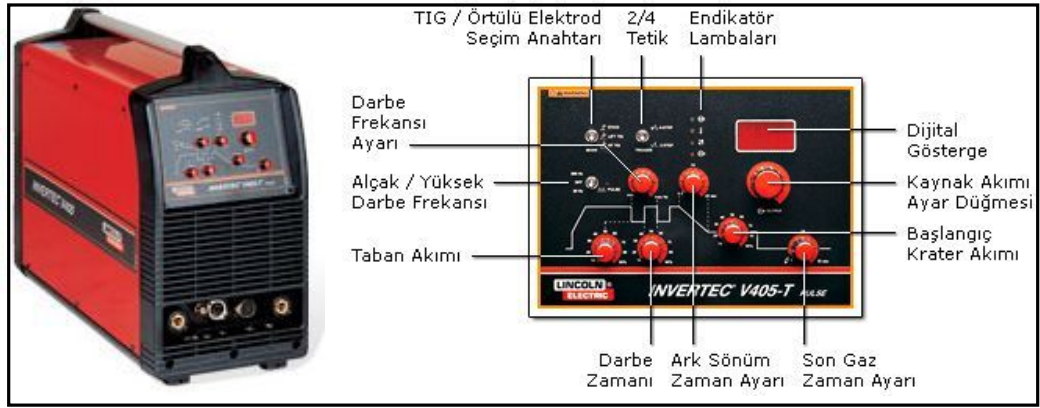 TIG / Örtülü Elektrod
Seçim Anahtarı
2/4
Tetik
Endikatör
Lambaları
Darbe
Frekansı
Ayarı
Alçak / Yüksek
Darbe Frekansı
Taban Akımı
Dijital
Gösterge
Kaynak Akımı
Ayar Düğmesi
Başlangıç
Krater Akımı
LINCOLN
ELECTRIC
INVERTEC V405-T PULSE
Darbe
Zamanı
Ark Sönüm
Zaman Ayarı
Son Gaz
Zaman Ayarı